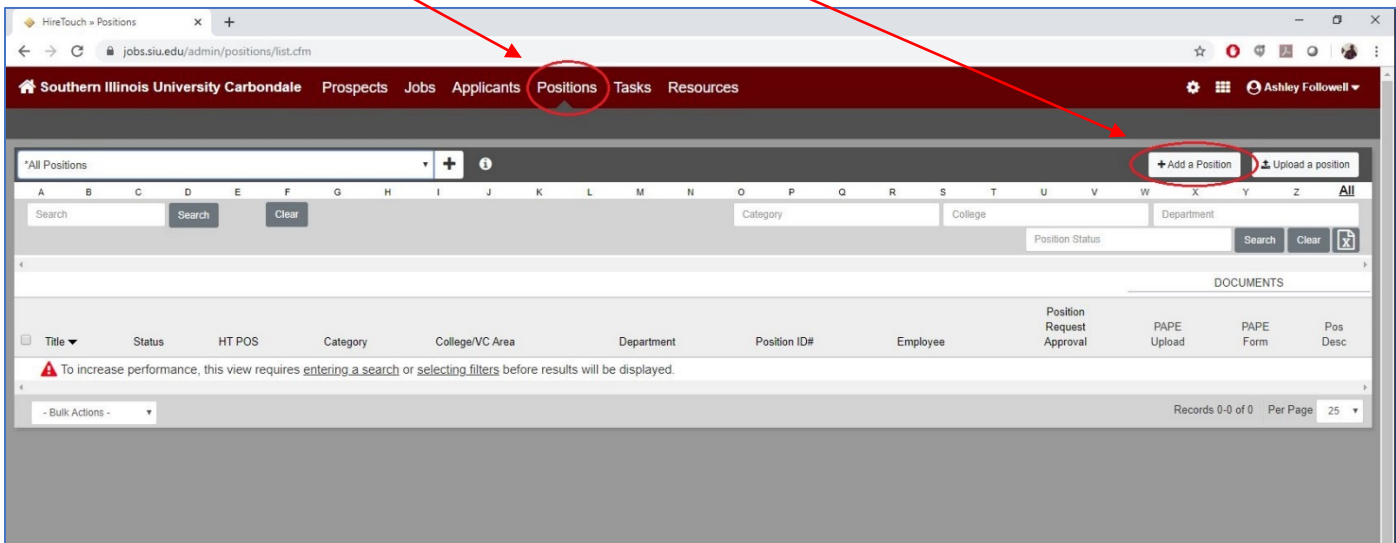 HireTouch » Positions
jobs.siu.edu/admin/positions/list.cfm
Southern Illinois University Carbondale Prospects Jobs Applicants Positions Tasks Resources Ashley Followell
*All Positions + Add a Position Upload a position
A B C D E F G H I J K L M N O P Q R S T U V W X Y Z All
Search Search Clear Category College Department
Position Status Search Clear
DOCUMENTS
Title Status HT POS Category College/VC Area Department Position ID# Employee Position Request Approval PAPE Upload PAPE Form Pos Desc
To increase performance, this view requires entering a search or selecting filters before results will be displayed.
- Bulk Actions - Records 0-0 of 0 Per Page 25